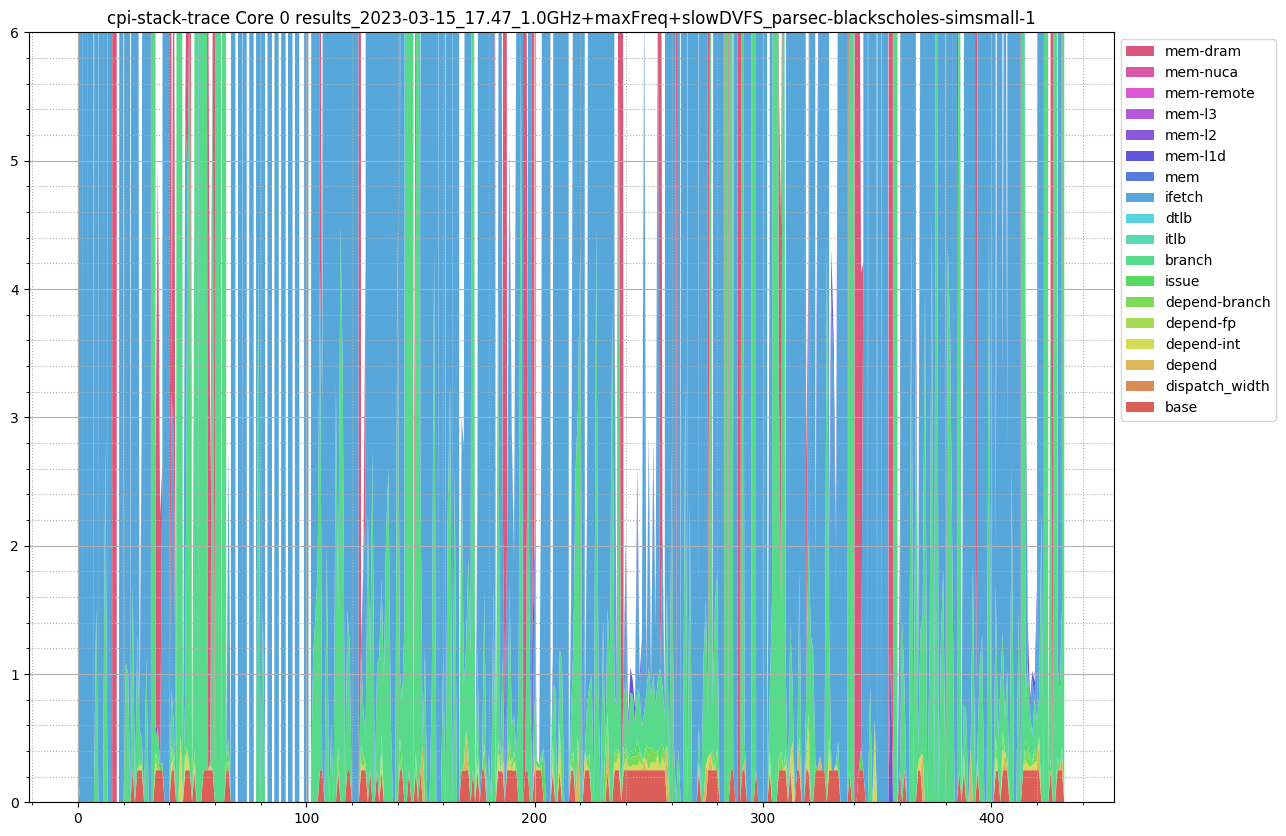 cpi-stack-trace Core 0 results_2023-03-15_17.47_1.0GHz+maxFreq+slowDVFS_parsec-blackscholes-simsmall-1
6
5
4
3
2
1
0
0 100 200 300 400
mem-dram
mem-nuca
mem-remote
mem-l3
mem-l2
mem-l1d
mem
ifetch
dtlb
itlb
branch
issue
depend-branch
depend-fp
depend-int
depend
dispatch_width
base